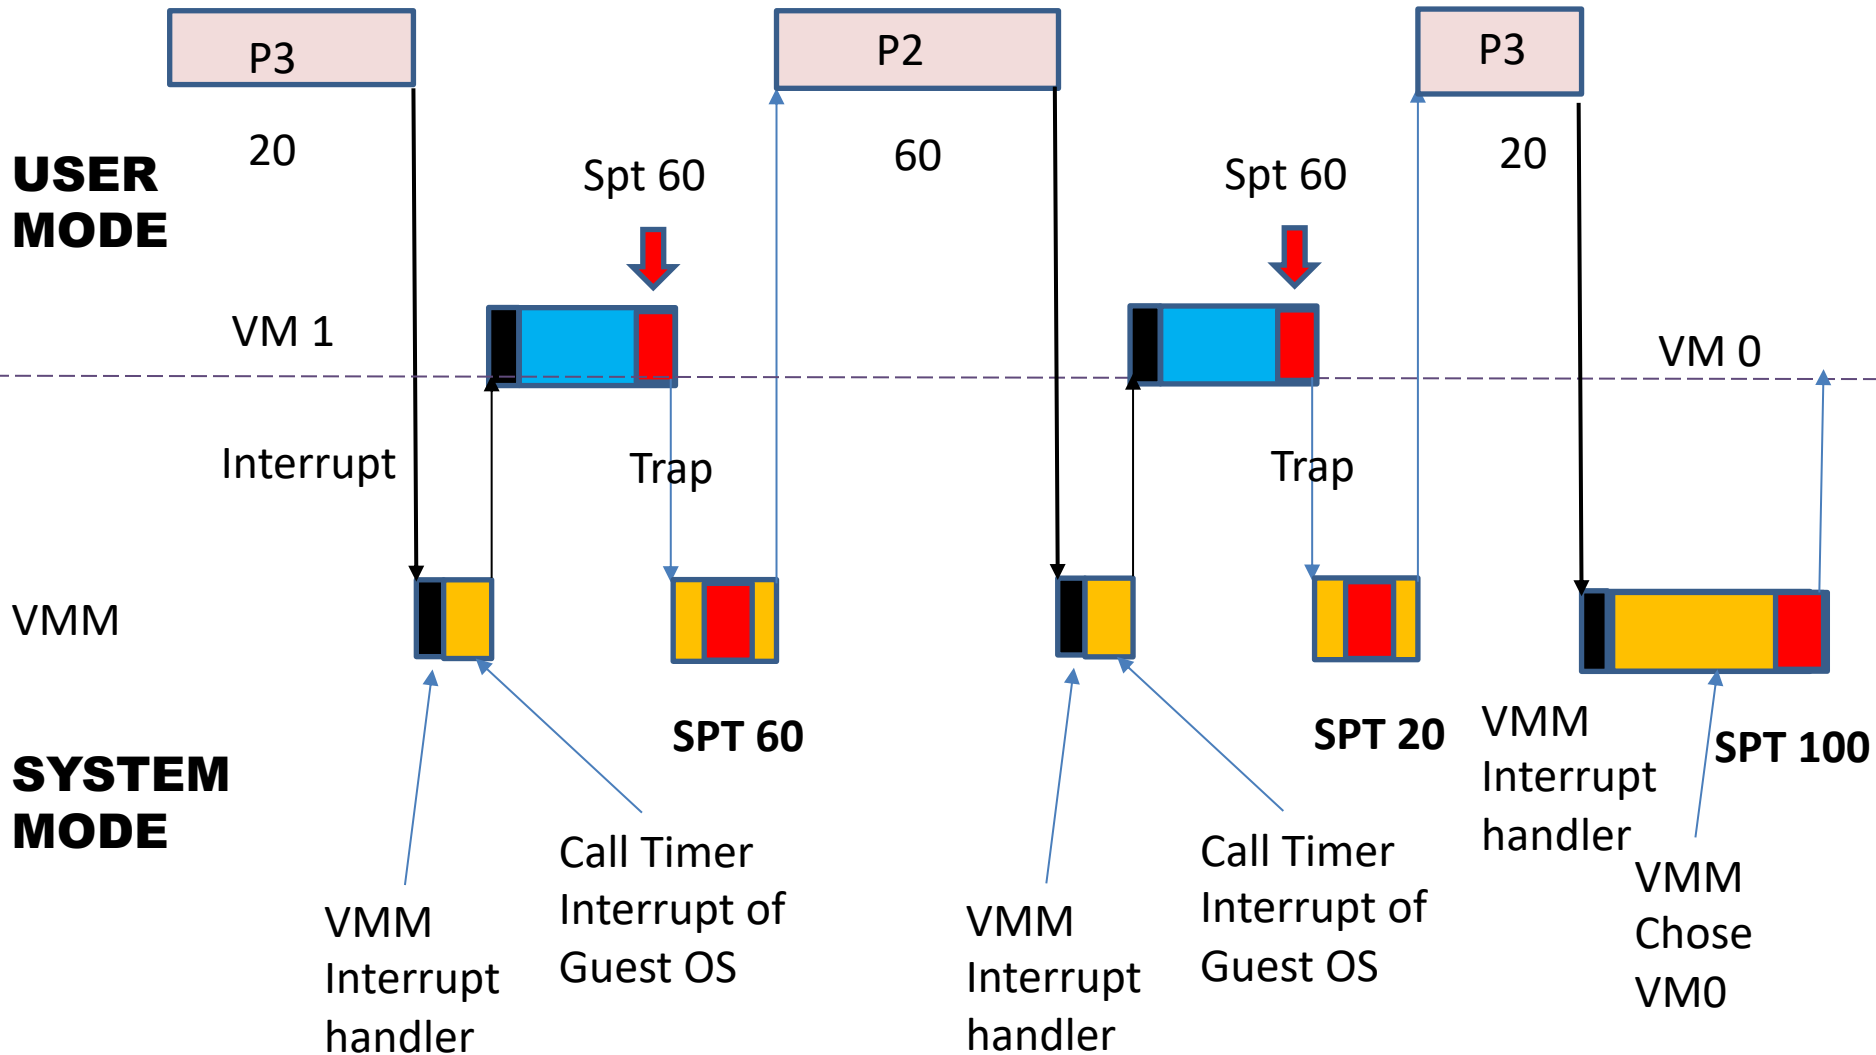 P3
P2
P3
20
60
20
USER
MODE
Spt 60
Spt 60
VM 1
VM 0
Interrupt
Trap
Trap
VMM
SPT 60
SPT 20
SPT 100
SYSTEM
MODE
VMM
Interrupt
handler
Call Timer
Interrupt of
Guest OS
VMM
Interrupt
handler
Call Timer
Interrupt of
Guest OS
VMM
Interrupt
handler
VMM
Chose
VM0